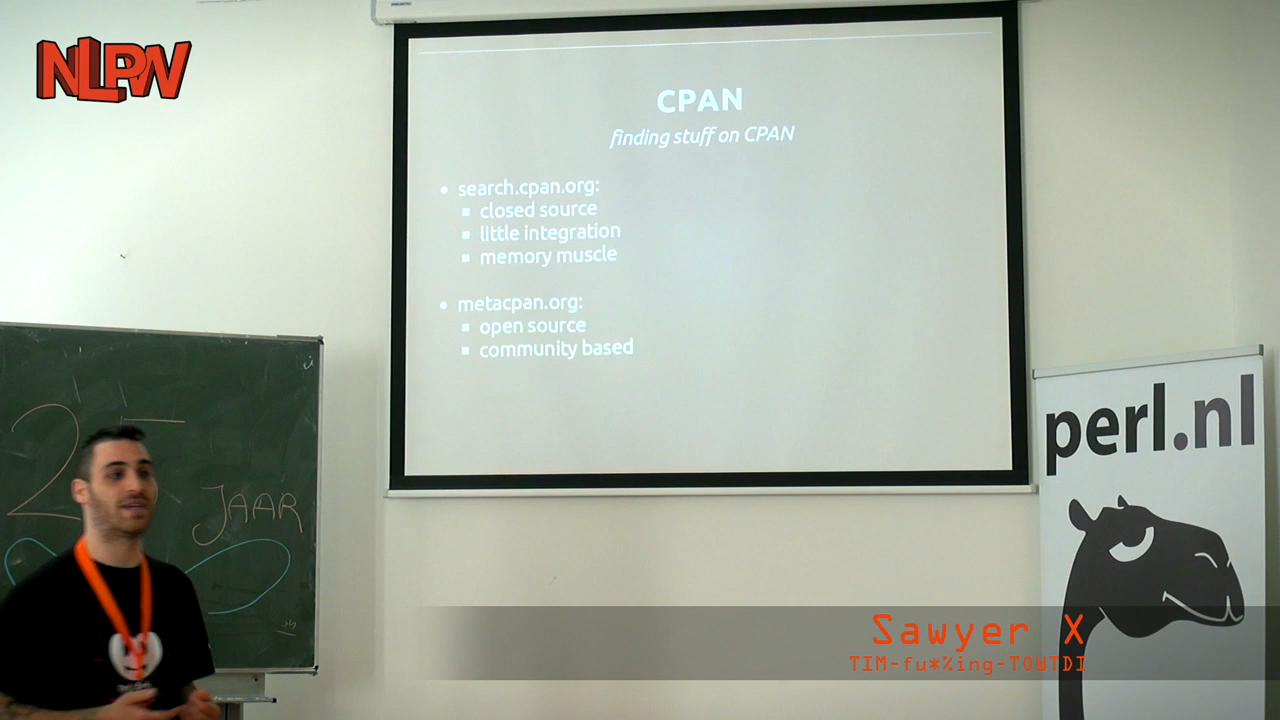 NLPW
CPAN
finding stuff on CPAN
search.cpan.org:
closed source
little integration
memory muscle
metacpan.org:
open source
community based
25
JAAR
perl.nl
Sawyer X
TIM-fu*%ing-TOWTDI